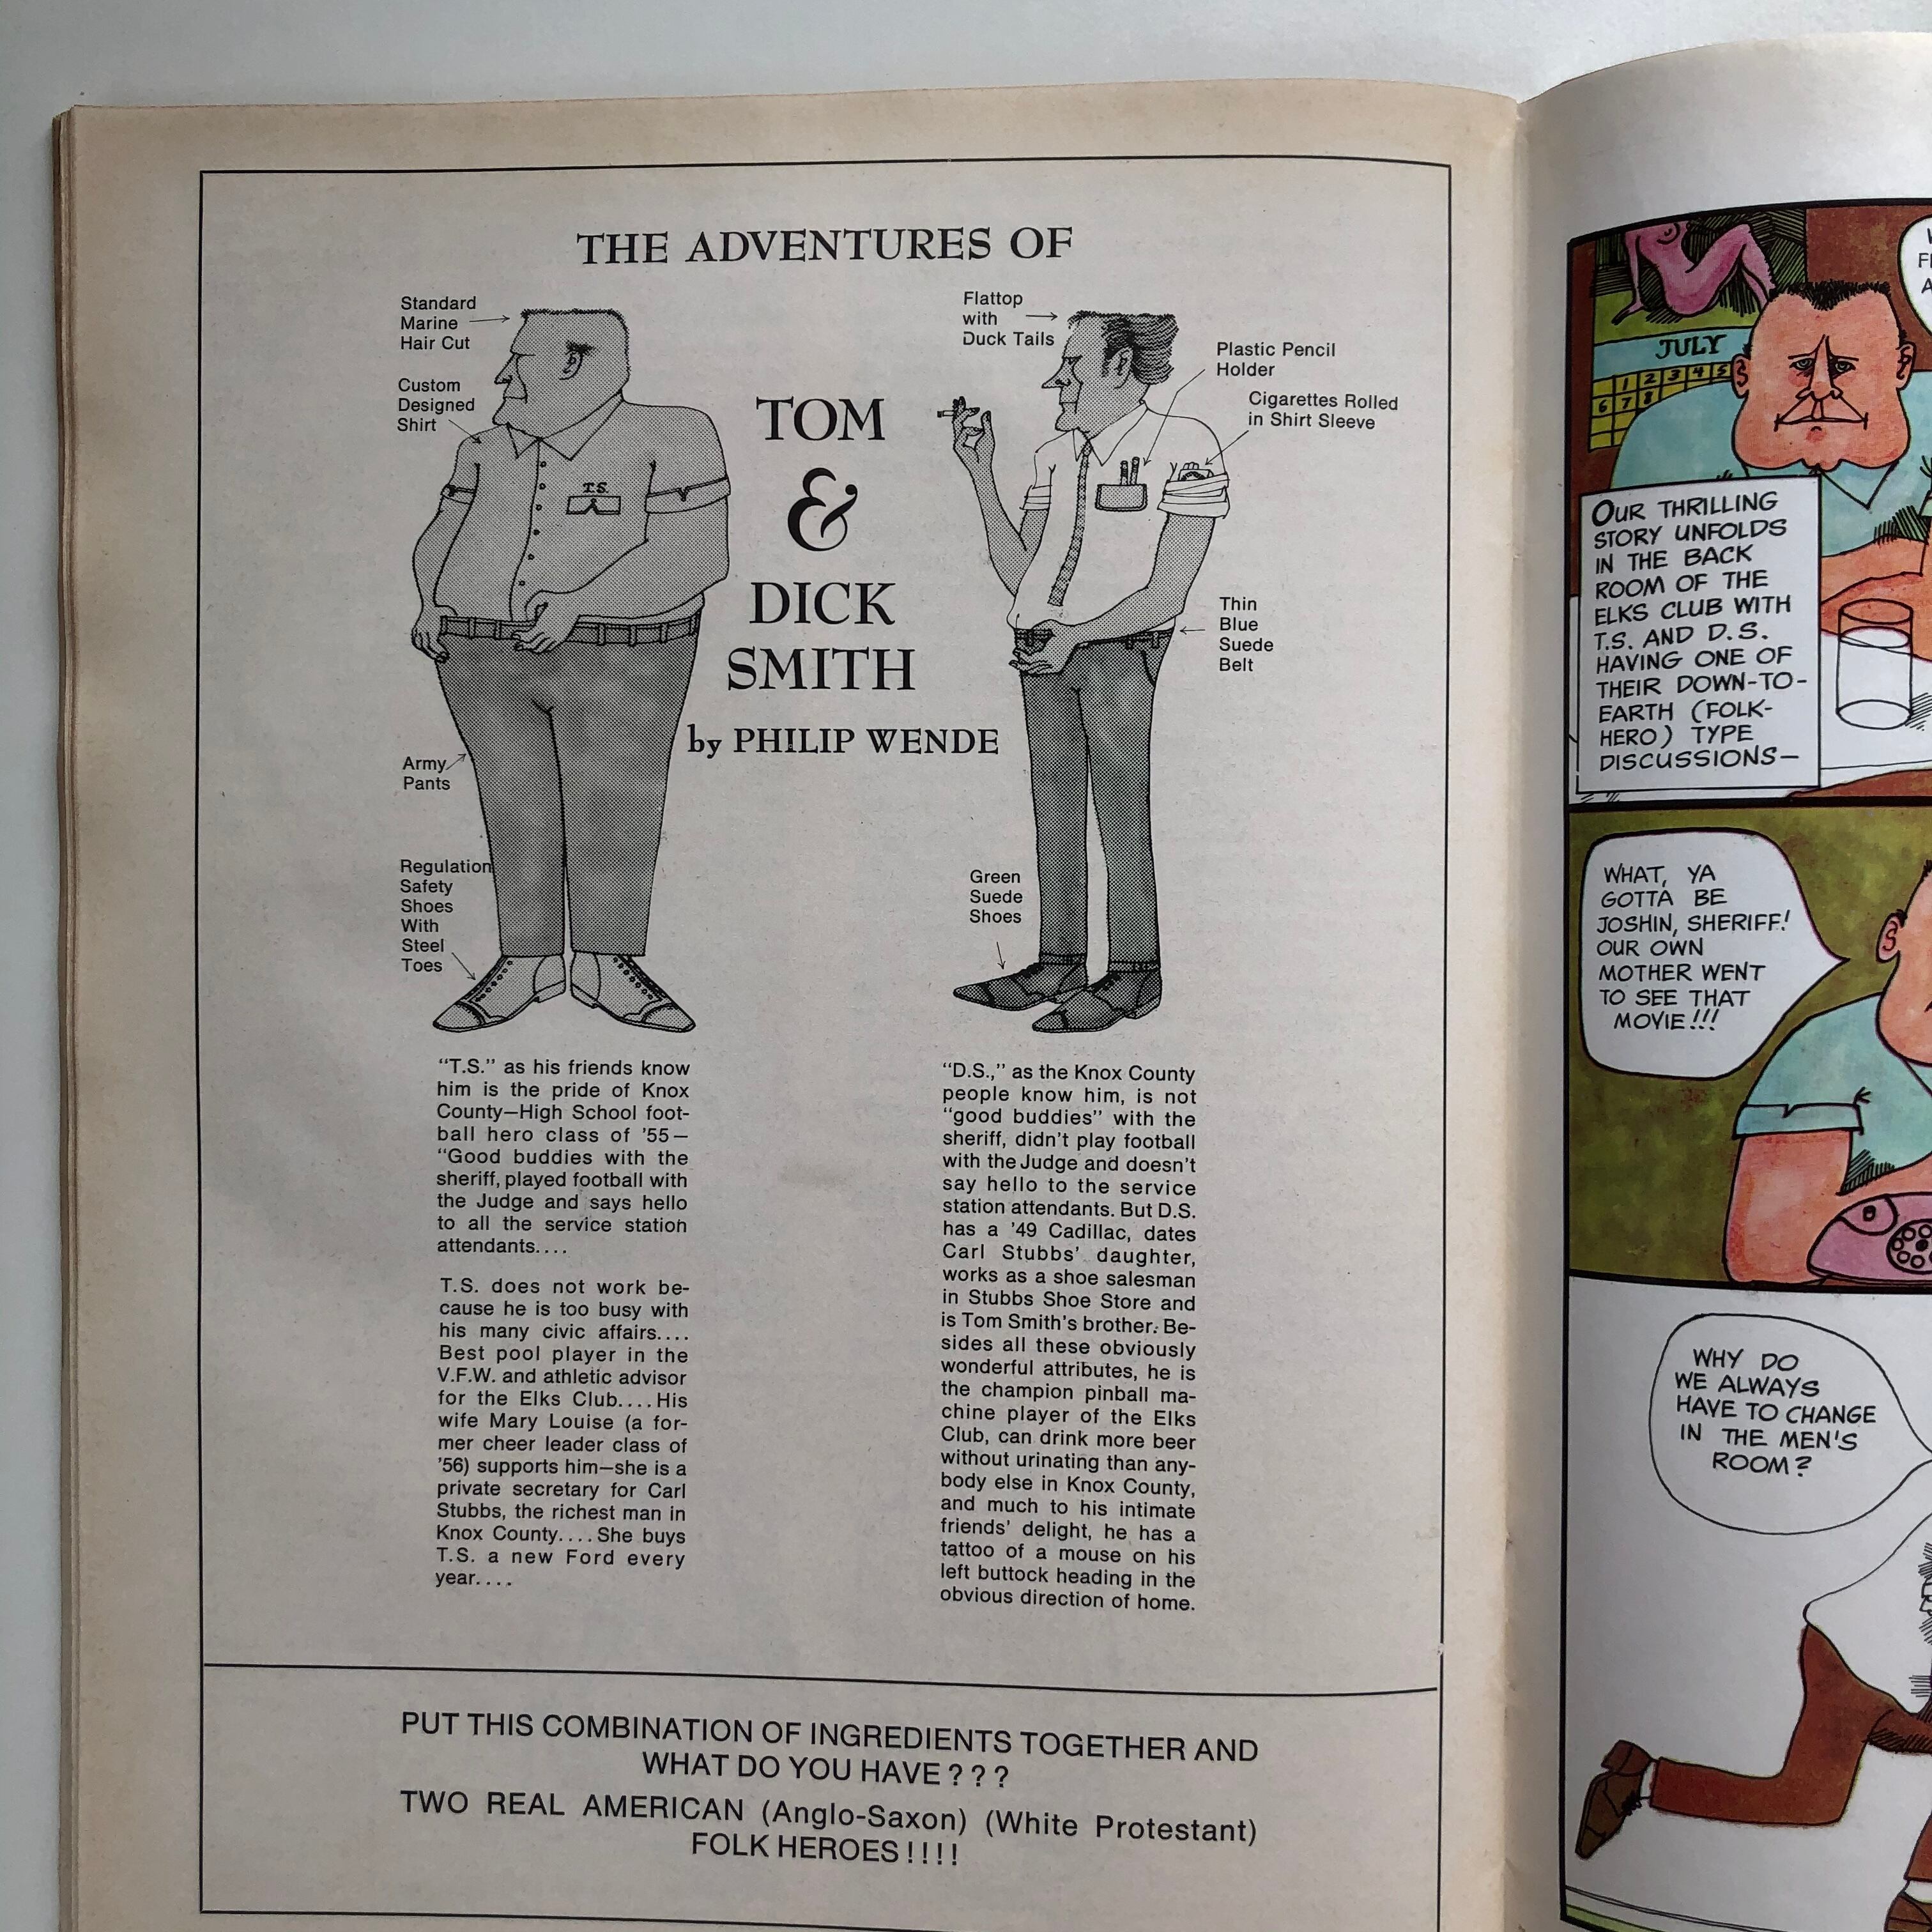 THE ADVENTURES OF
Standard
Marine
Hair Cut
Custom
Designed
Shirt
T.S.
Army
Pants
Regulation
Safety
Shoes
With
Steel
Toes
TOM
&
DICK
SMITH
by PHILIP WENDE
Flattop
with
Duck Tails
Plastic Pencil
Holder
Cigarettes Rolled
in Shirt Sleeve
Thin
Blue
Suede
Belt
Green
Suede
Shoes
“T.S.” as his friends know
him is the pride of Knox
County—High School foot-
ball hero class of ’55—
“Good buddies with the
sheriff, played football with
the Judge and says hello
to all the service station
attendants....
T.S. does not work be-
cause he is too busy with
his many civic affairs....
Best pool player in the
V.F.W. and athletic advisor
for the Elks Club....His
wife Mary Louise (a for-
mer cheer leader class of
’56) supports him—she is a
private secretary for Carl
Stubbs, the richest man in
Knox County....She buys
T.S. a new Ford every
year....
“D.S.,” as the Knox County
people know him, is not
“good buddies” with the
sheriff, didn’t play football
with the Judge and doesn’t
say hello to the service
station attendants. But D.S.
has a ’49 Cadillac, dates
Carl Stubbs’ daughter,
works as a shoe salesman
in Stubbs Shoe Store and
is Tom Smith’s brother. Be-
sides all these obviously
wonderful attributes, he is
the champion pinball ma-
chine player of the Elks
Club, can drink more beer
without urinating than any-
body else in Knox County,
and much to his intimate
friends’ delight, he has a
tattoo of a mouse on his
left buttock heading in the
obvious direction of home.
PUT THIS COMBINATION OF INGREDIENTS TOGETHER AND
WHAT DO YOU HAVE???
TWO REAL AMERICAN (Anglo-Saxon) (White Protestant)
FOLK HEROES!!!!
JULY
1 2 3 4 5
6 7 8
OUR THRILLING
STORY UNFOLDS
IN THE BACK
ROOM OF THE
ELKS CLUB WITH
T.S. AND D.S.
HAVING ONE OF
THEIR DOWN-TO-
EARTH (FOLK-
HERO) TYPE
DISCUSSIONS—
WHAT, YA
GOTTA BE
JOSHIN, SHERIFF!
OUR OWN
MOTHER WENT
TO SEE THAT
MOVIE!!!
WHY DO
WE ALWAYS
HAVE TO CHANGE
IN THE MEN'S
ROOM?